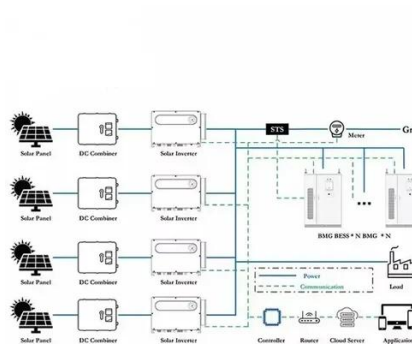 STS
Meter
Solar Panel
DC Combiner
Solar Inverter
Solar Panel
DC Combiner
Solar Inverter
BMG BESS * N BMG * N
Solar Panel
DC Combiner
Solar Inverter
Power
Communication
Load
Solar Panel
DC Combiner
Solar Inverter
Controller
Router
Cloud Server